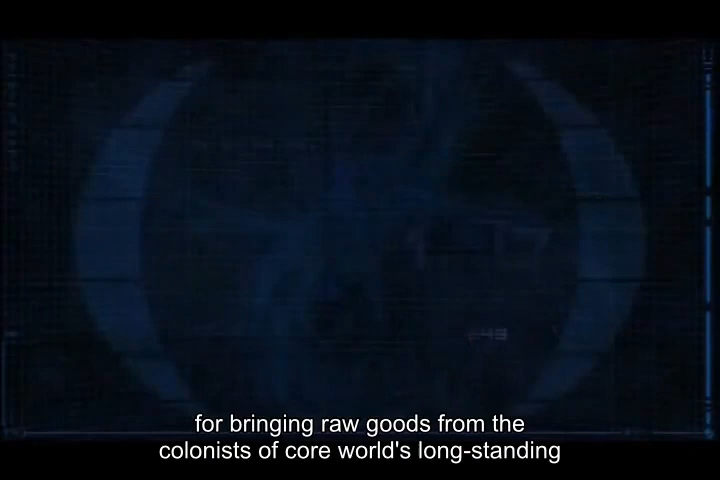 for bringing raw goods from the
colonists of core world's long-standing